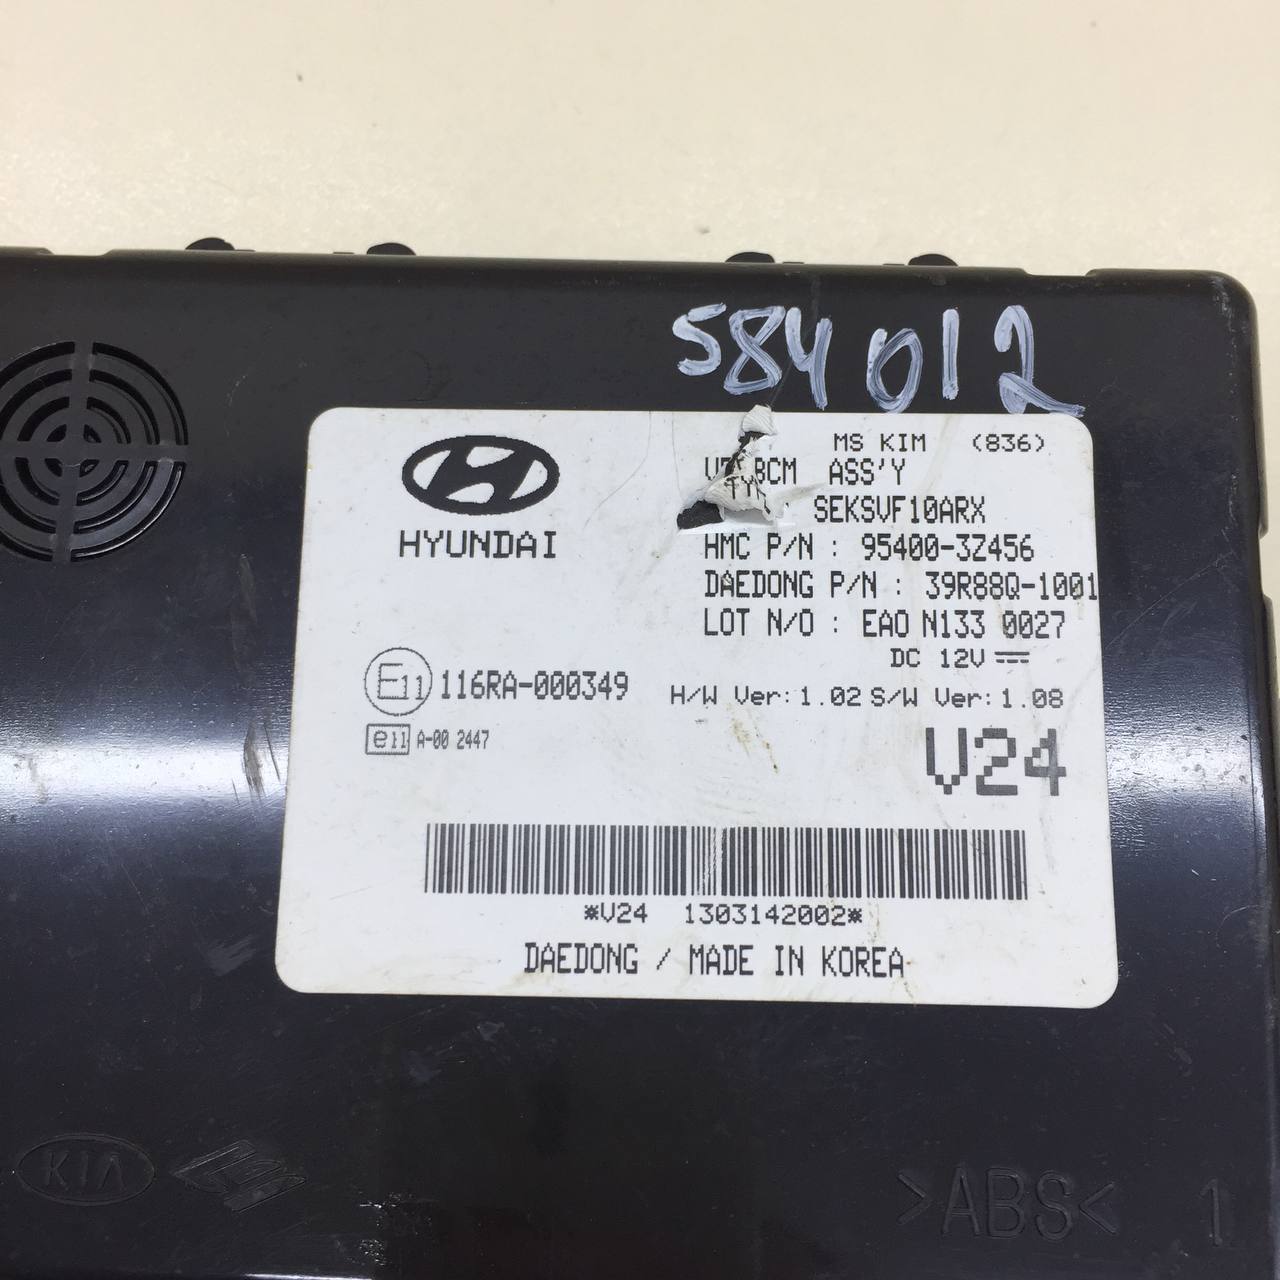 584012
MS KIM (836)
BCM ASS'Y
SEKSVF10ARX
HYUNDAI
HMC P/N : 95400-3Z456
DAEDONG P/N : 39R88Q-1001
LOT N/O : EAO N133 0027
DC 12V
E11 116RA-000349
H/W Ver: 1.02 S/W Ver: 1.08
e11 A-00 2447
V24
*V24 1303142002*
DAEDONG / MADE IN KOREA
KIA
>ABS< 1